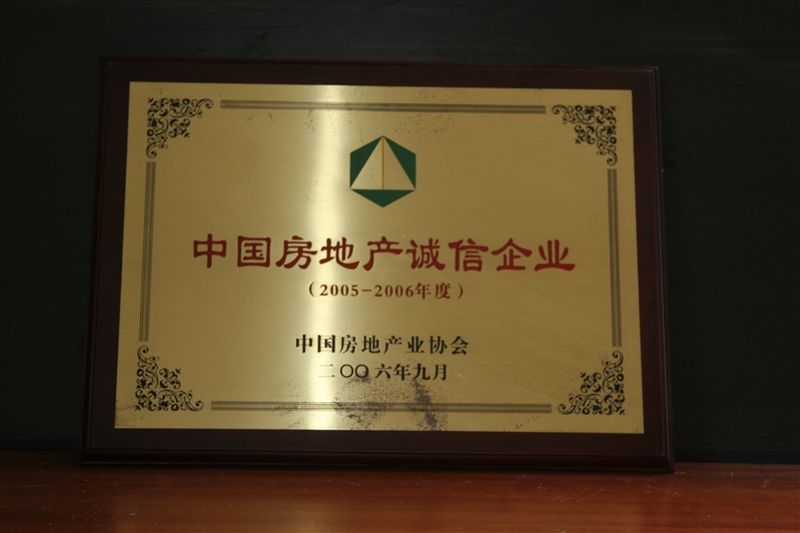 中国房地产诚信企业
（2005-2006年度）
中国房地产业协会
二〇〇六年九月